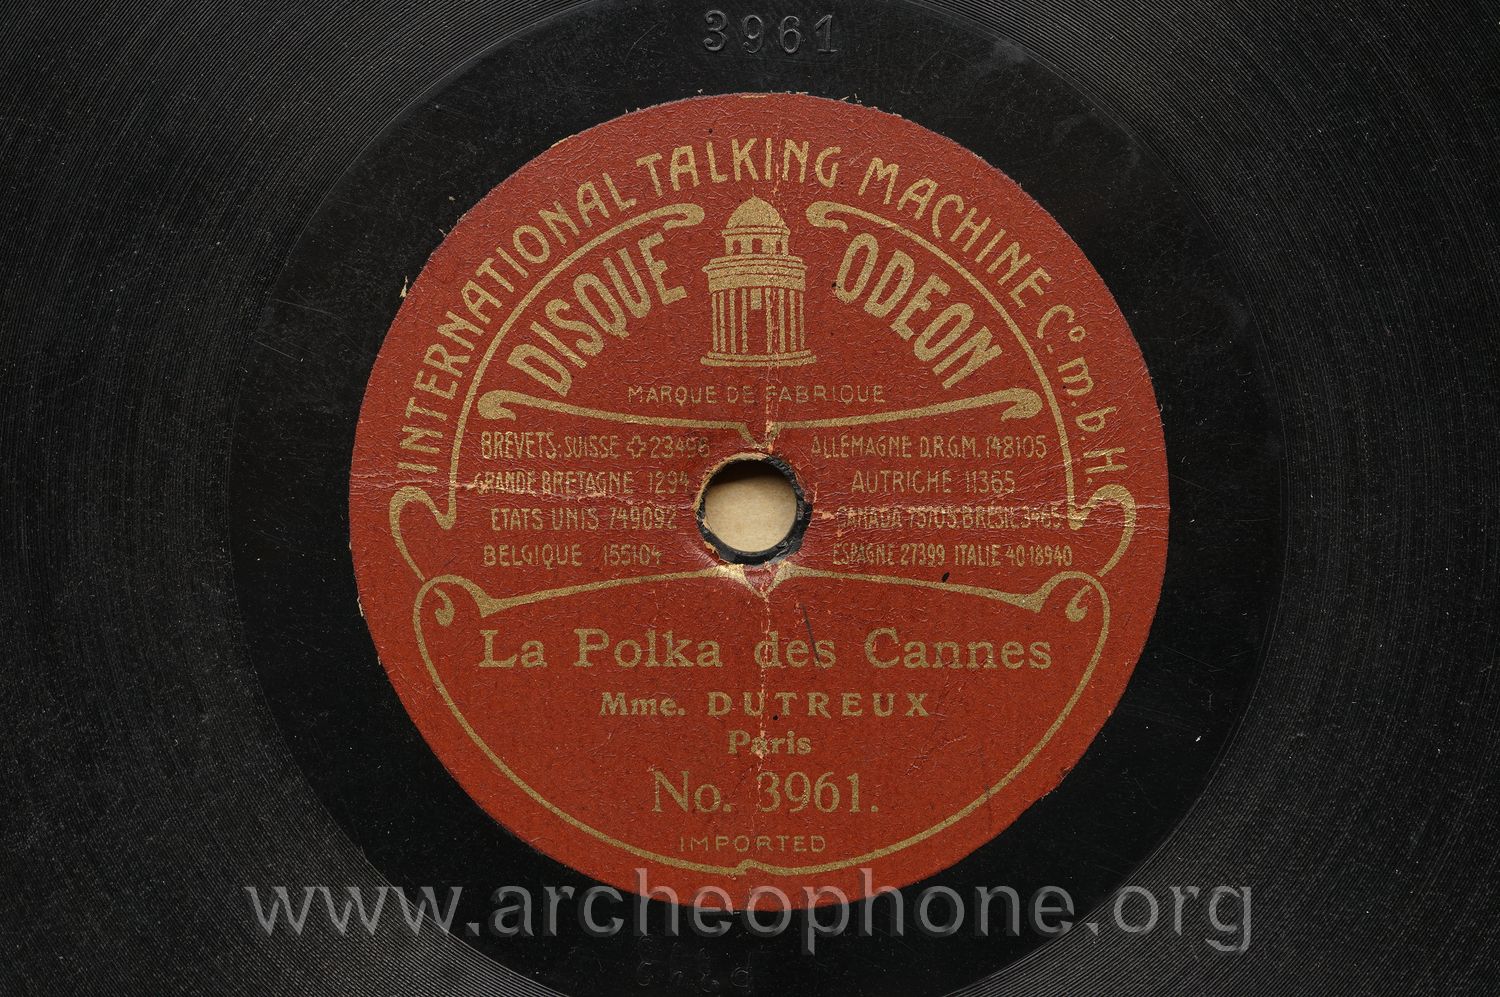 3961
INTERNATIONAL TALKING MACHINE Co. m. b. H.
DISQUE ODEON
MARQUE DE FABRIQUE
BREVETS: SUISSE 23498
GRANDE BRETAGNE 1294
ETATS UNIS 749092
BELGIQUE 155104
ALLEMAGNE D.R.G.M. 148105
AUTRICHE 11365
CANADA 75105. BRESIL 3465
ESPAGNE 27399 ITALIE 40-18940
La Polka des Cannes
Mme. DUTREUX
Paris
No. 3961.
IMPORTED
www.archeophone.org